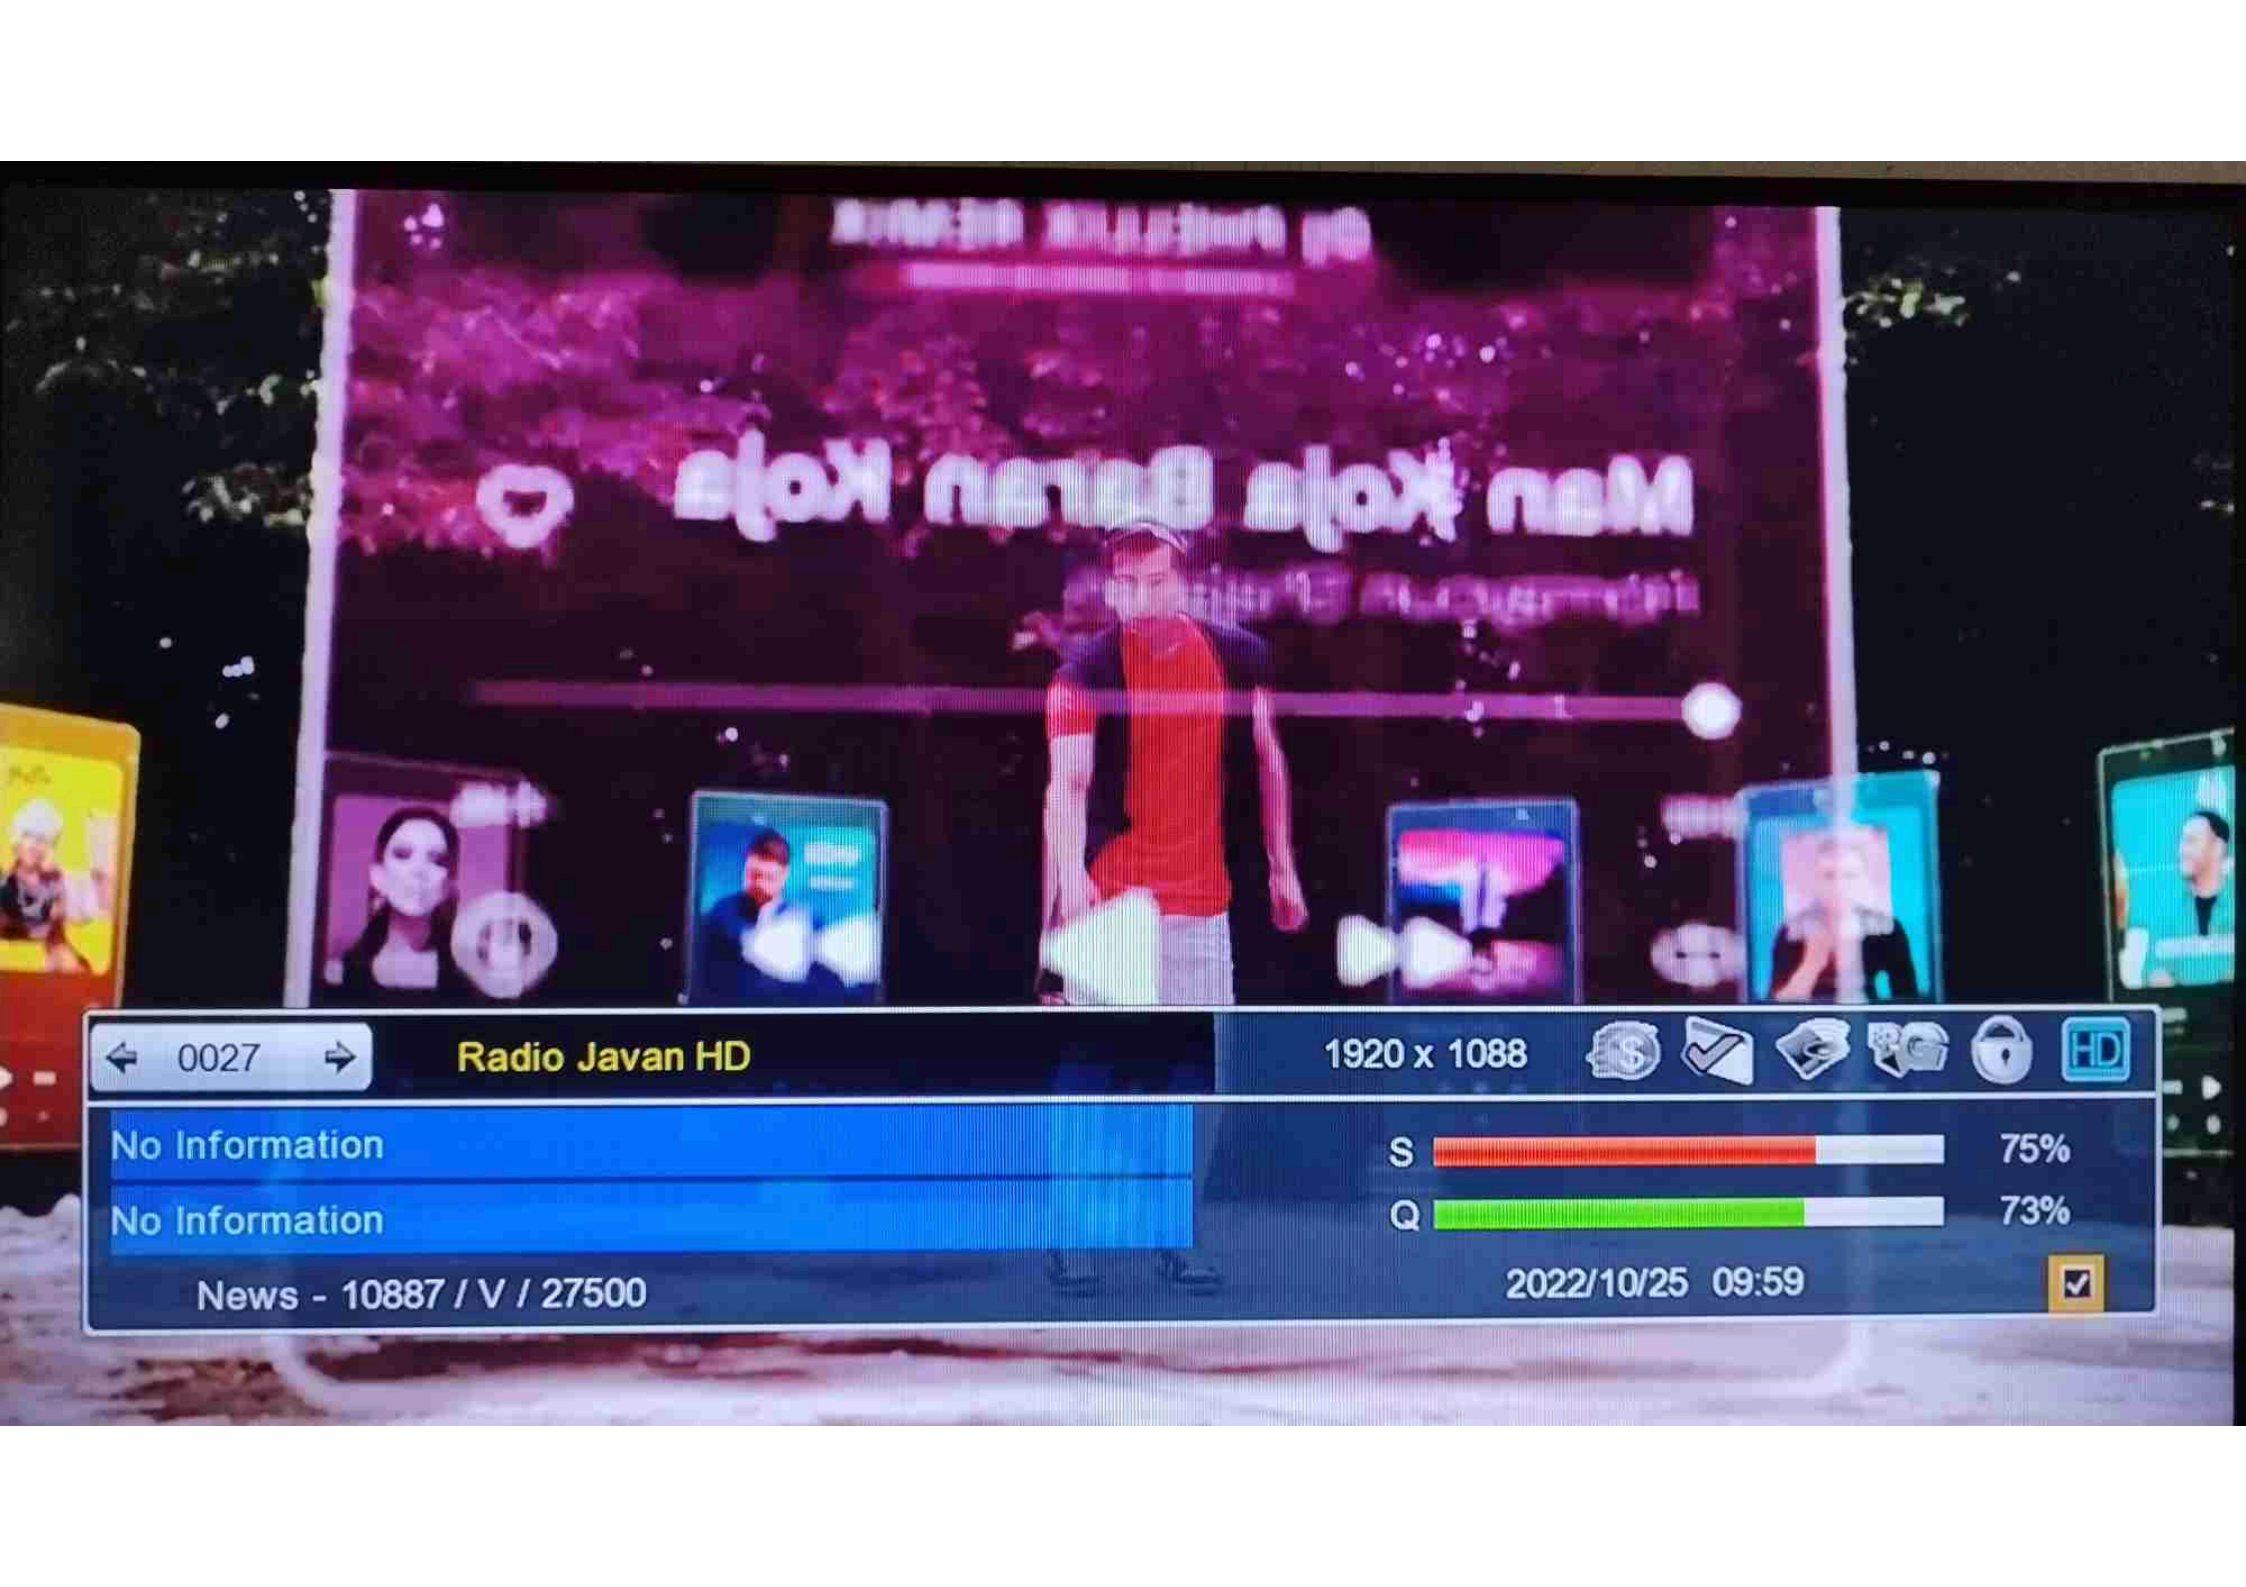 Man Koja Baran Koja
0027
Radio Javan HD
1920 x 1088
HD
No Information
S
75%
No Information
Q
73%
News - 10887 / V / 27500
2022/10/25 09:59